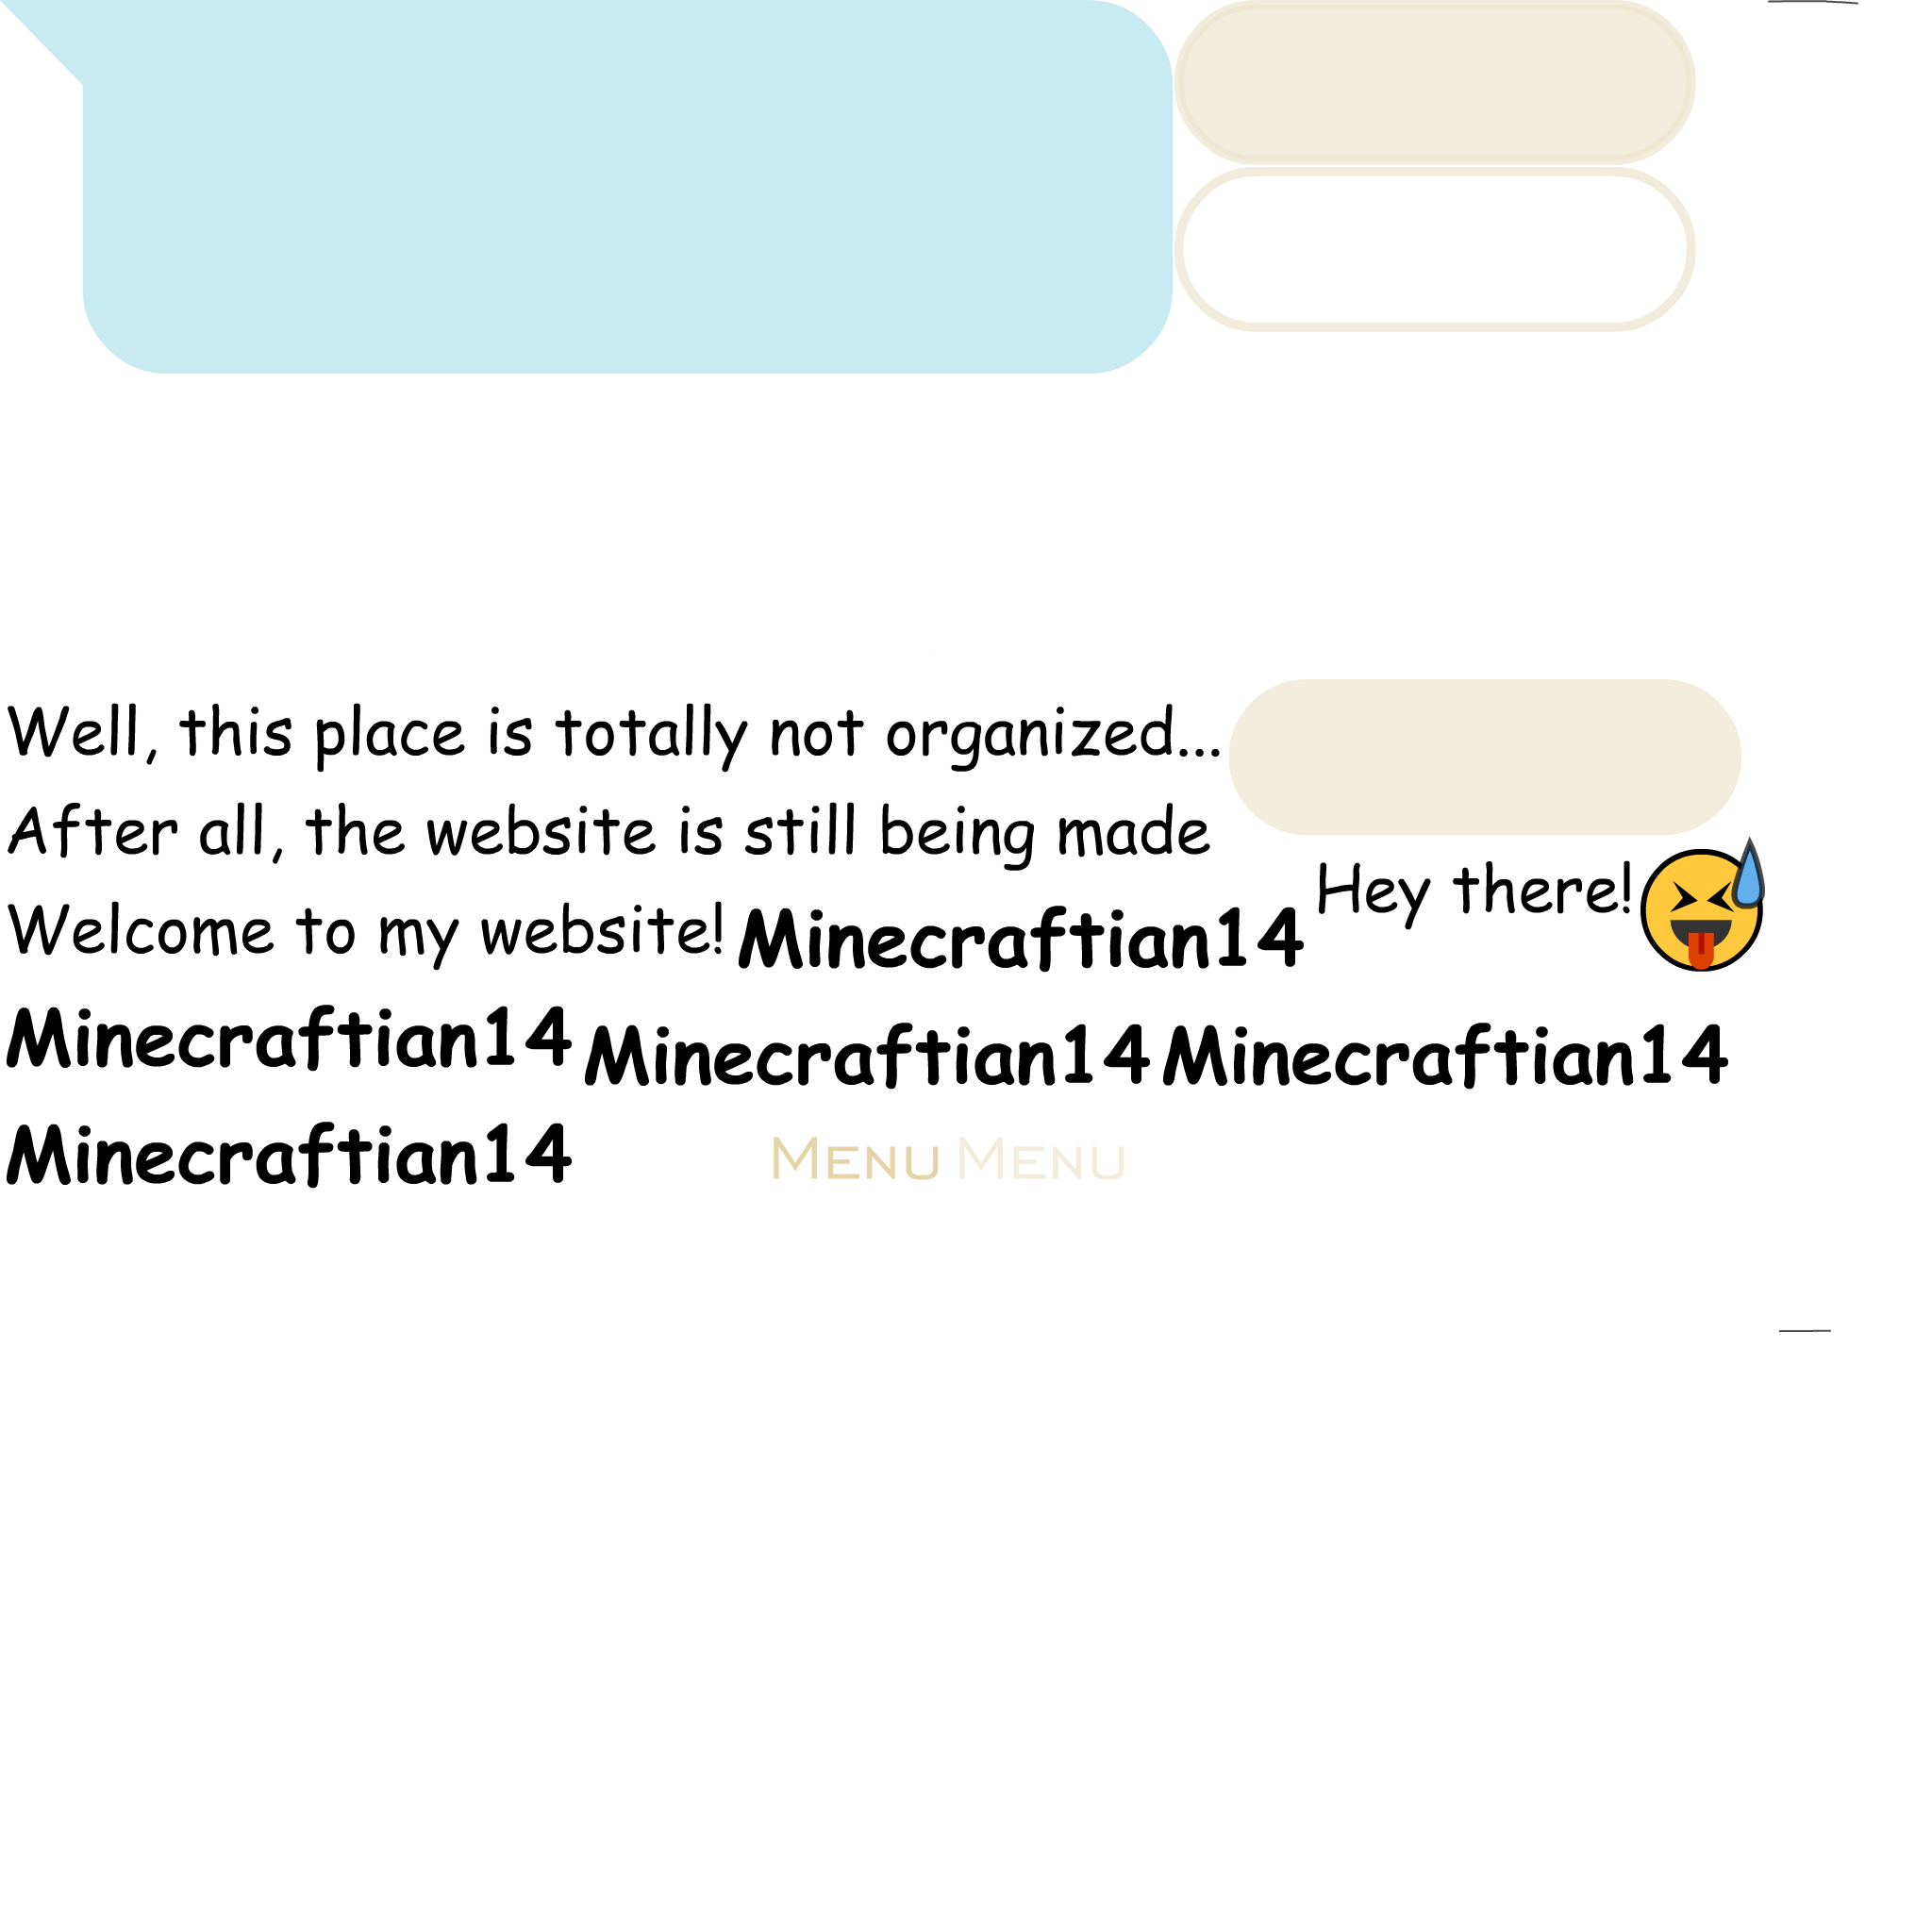 Well, this place is totally not organized...
After all, the website is still being made
Hey there!
Welcome to my website! Minecraftian14
Minecraftian14 Minecraftian14 Minecraftian14
Minecraftian14 MENU MENU